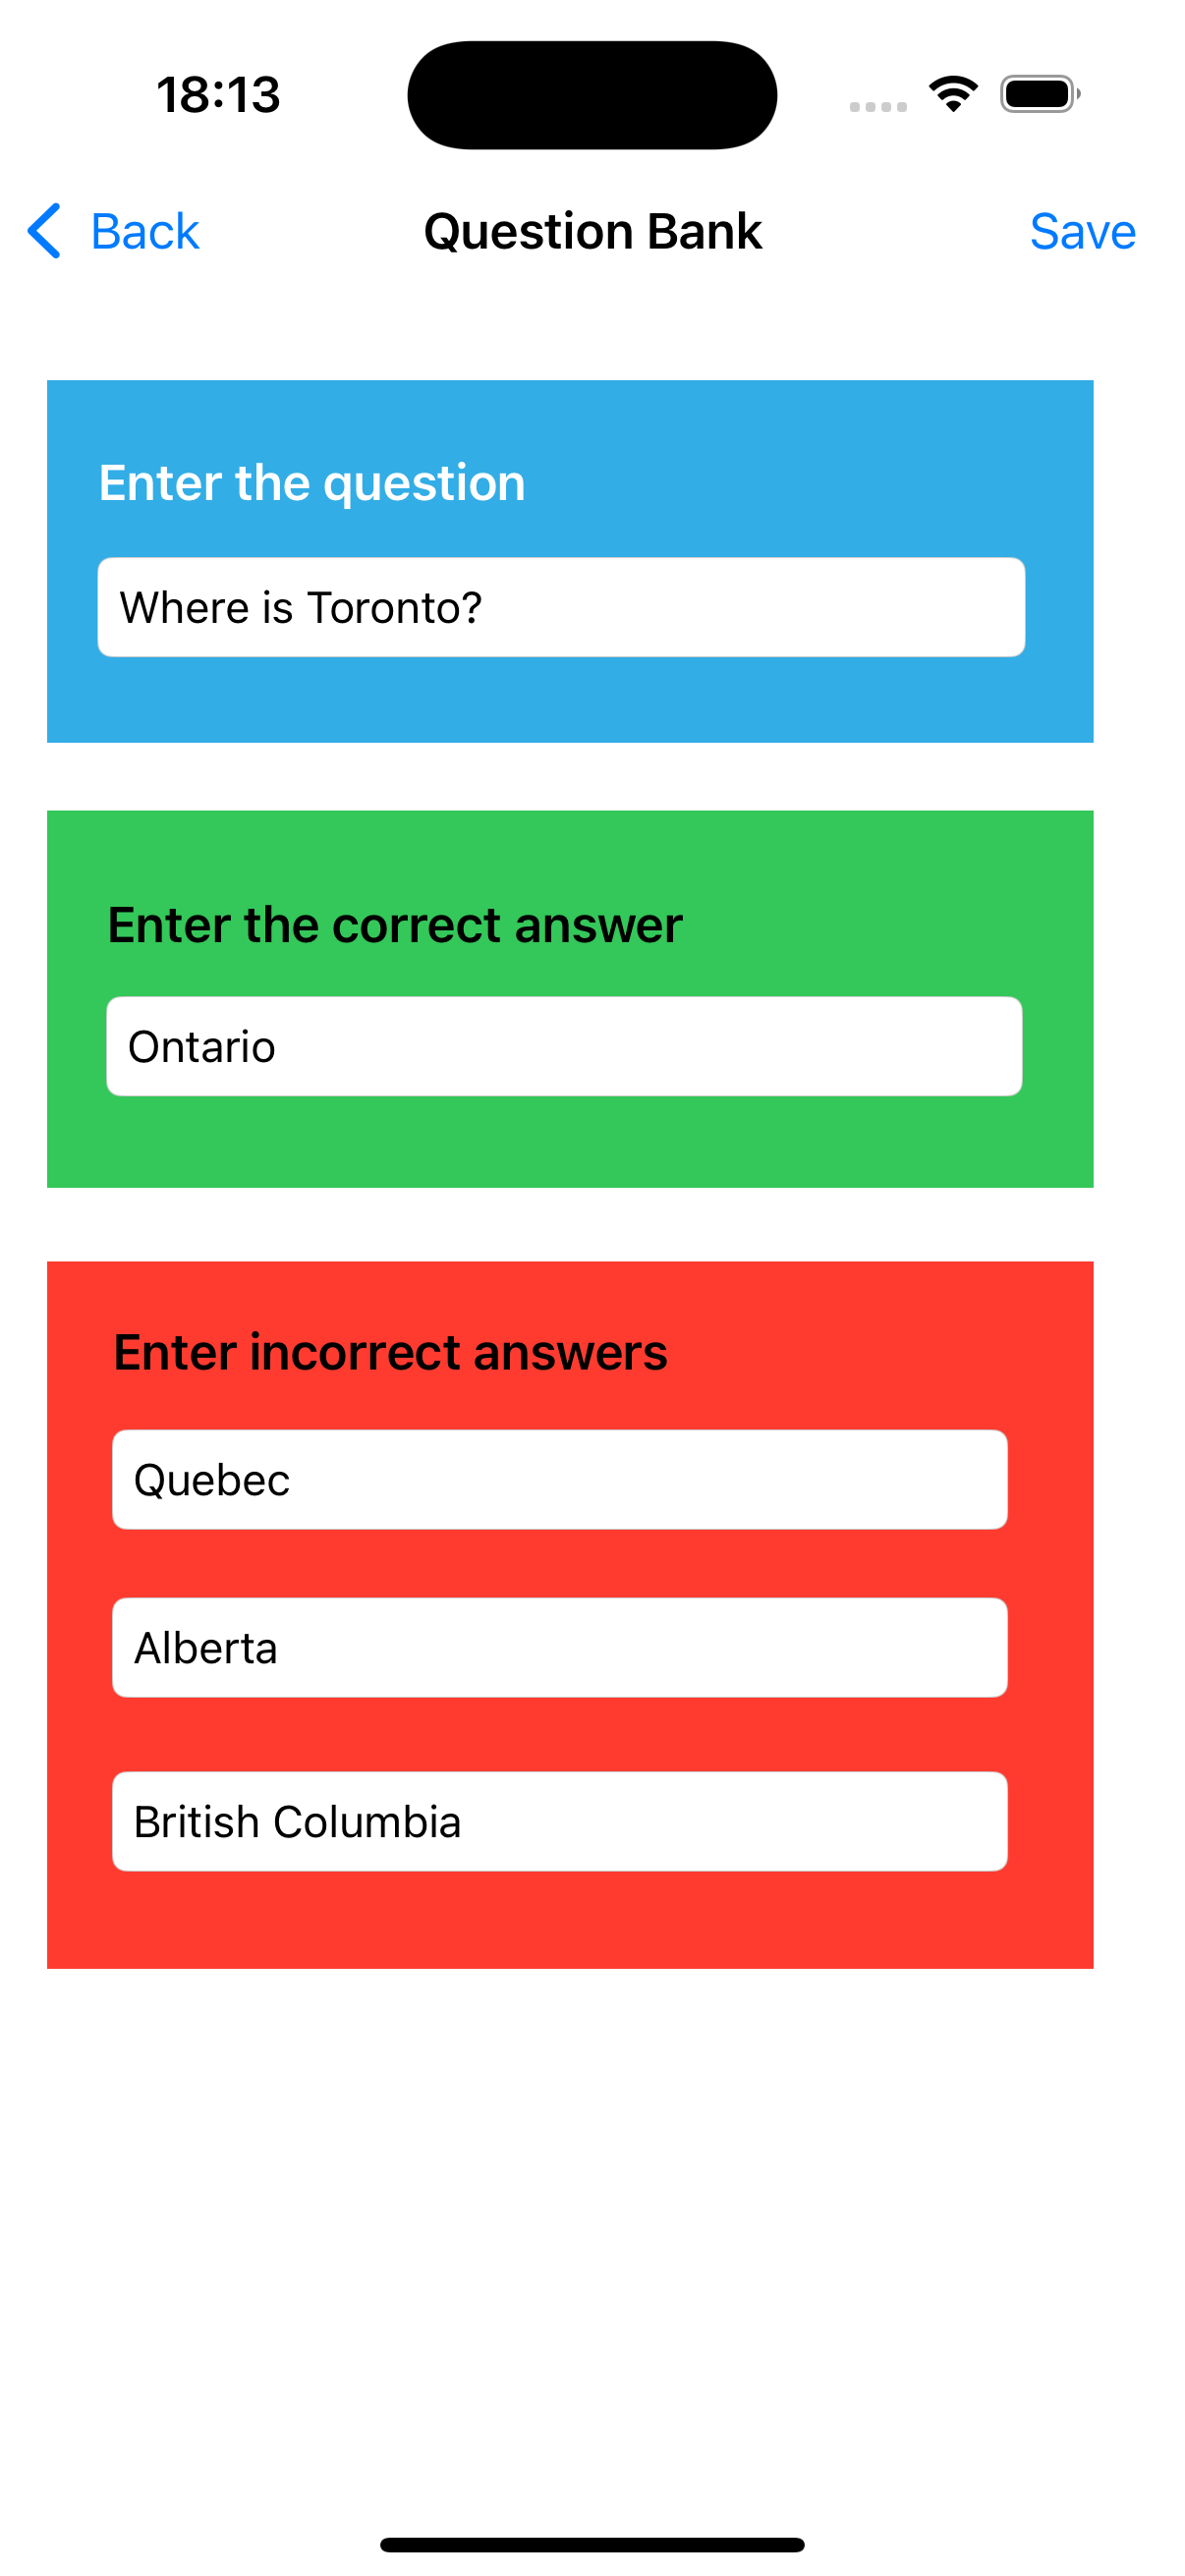 18:13
Back Question Bank Save
Enter the question
Where is Toronto?
Enter the correct answer
Ontario
Enter incorrect answers
Quebec
Alberta
British Columbia